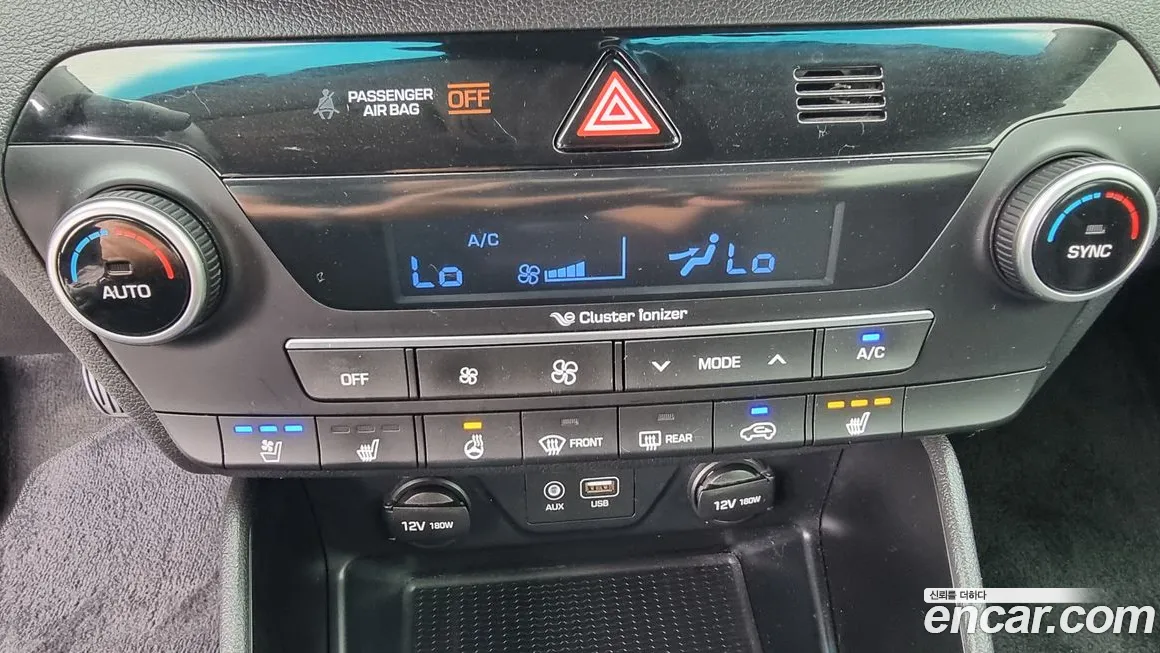 PASSENGER
AIR BAG
OFF
A/C
Lo
Lo
AUTO
SYNC
Cluster ionizer
OFF
MODE
A/C
FRONT
REAR
12V 180W
AUX
USB
12V 180W
신뢰를 더하다
encar.com